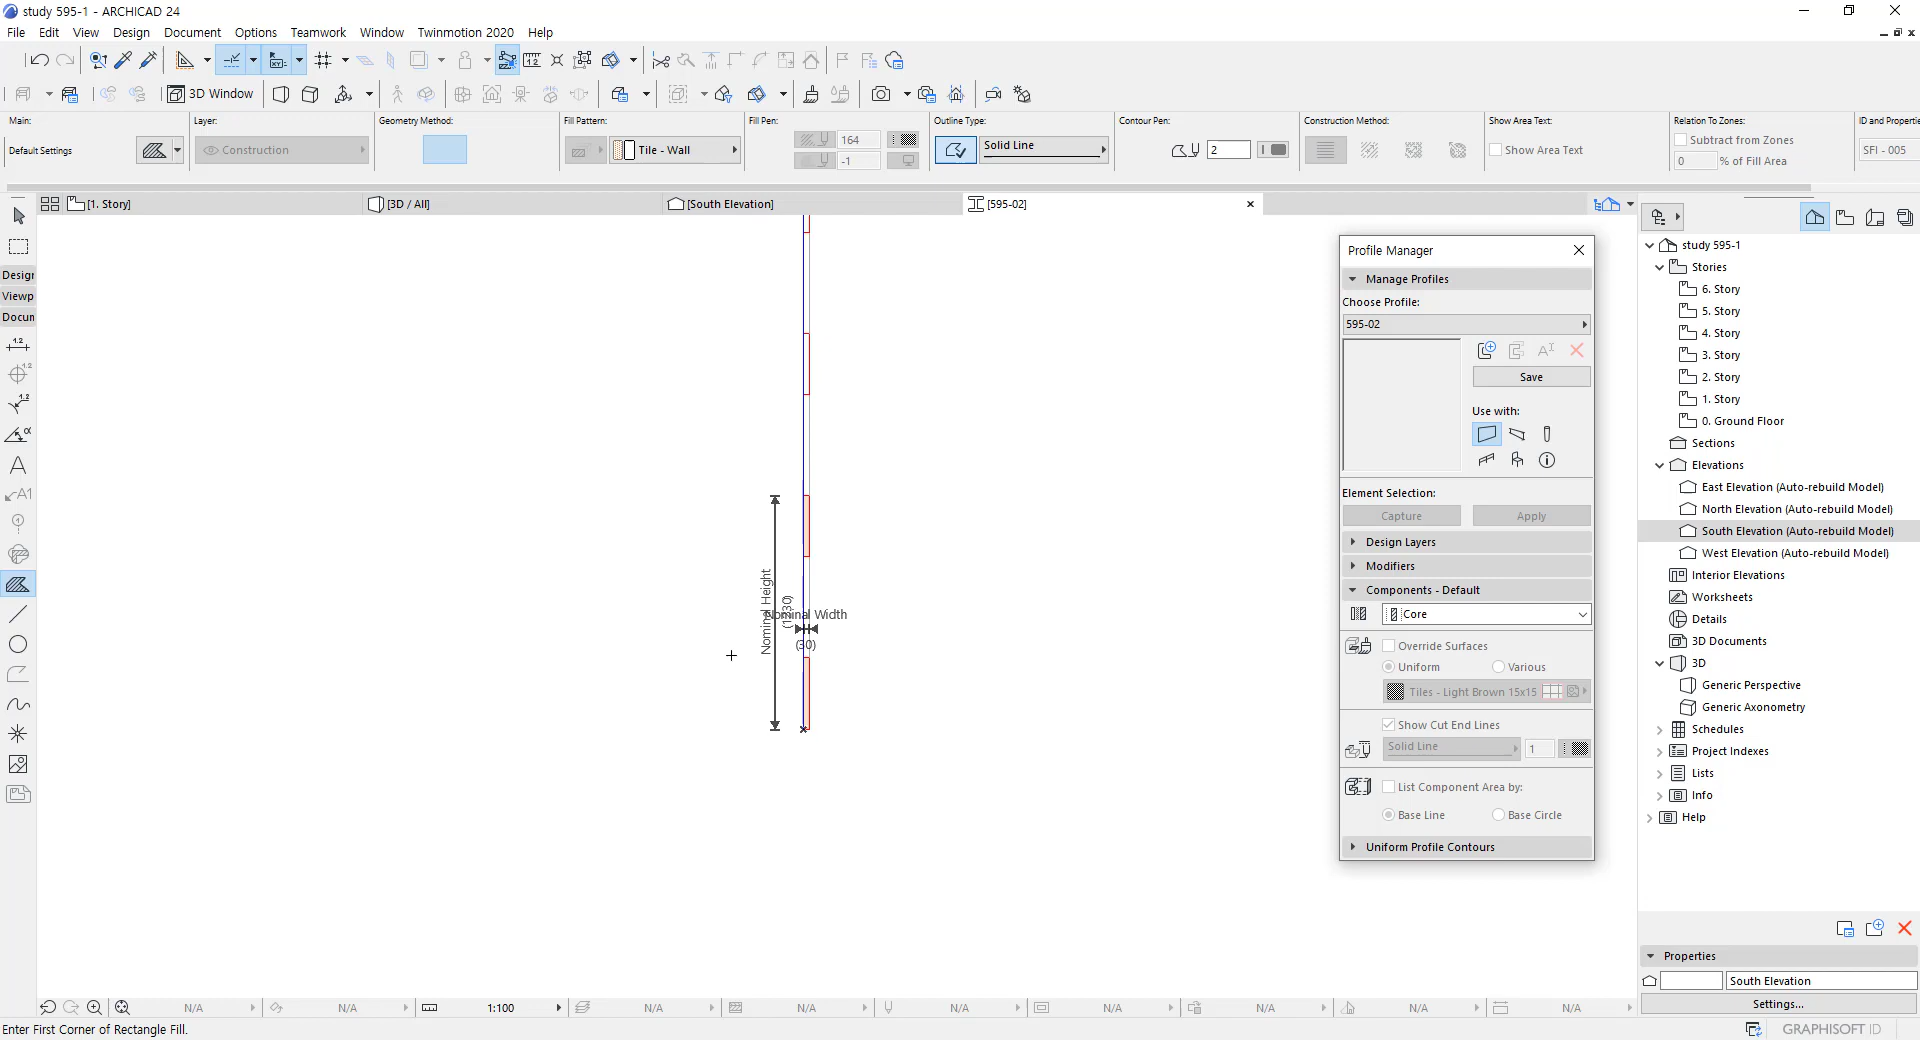 study 595-1 - ARCHICAD 24
File Edit View Design Document Options Teamwork Window Twinmotion 2020 Help
3D Window
Main:
Default Settings
Layer:
Construction
Geometry Method:
Fill Pattern:
Tile - Wall
Fill Pen:
164
-1
Outline Type:
Solid Line
Contour Pen:
2
Construction Method:
Show Area Text:
Show Area Text
Relation To Zones:
Subtract from Zones
0 % of Fill Area
ID and Propertie
SFI - 005
[1. Story]
[3D / All]
[South Elevation]
[595-02]
Desigr
Viewp
Docun
1.2
1.2
1.2
α
A
A1
Nominal Height
Nominal Width
(30)
Profile Manager
Manage Profiles
Choose Profile:
595-02
Save
Use with:
Element Selection:
Capture Apply
Design Layers
Modifiers
Components - Default
Core
Override Surfaces
Uniform Various
Tiles - Light Brown 15x15
Show Cut End Lines
Solid Line 1
List Component Area by:
Base Line Base Circle
Uniform Profile Contours
study 595-1
Stories
6. Story
5. Story
4. Story
3. Story
2. Story
1. Story
0. Ground Floor
Sections
Elevations
East Elevation (Auto-rebuild Model)
North Elevation (Auto-rebuild Model)
South Elevation (Auto-rebuild Model)
West Elevation (Auto-rebuild Model)
Interior Elevations
Worksheets
Details
3D Documents
3D
Generic Perspective
Generic Axonometry
Schedules
Project Indexes
Lists
Info
Help
Properties
South Elevation
Settings...
N/A N/A 1:100 N/A N/A N/A N/A N/A N/A N/A
Enter First Corner of Rectangle Fill.
GRAPHISOFT ID